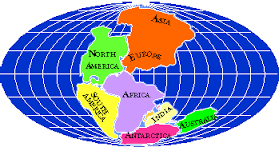 ASIA
EUROPE
NORTH
AMERICA
AFRICA
SOUTH
AMERICA
INDIA
AUSTRALIA
ANTARCTICA